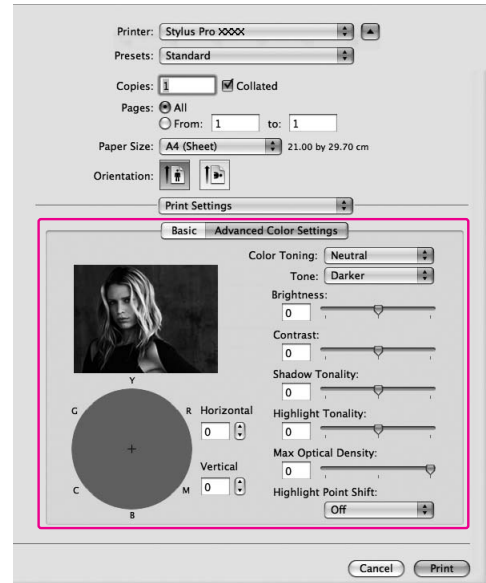 Printer: Stylus Pro XXXX
Presets: Standard
Copies: 1 Collated
Pages: All
From: 1 to: 1
Paper Size: A4 (Sheet) 21.00 by 29.70 cm
Orientation:
Print Settings
Basic Advanced Color Settings
Color Toning: Neutral
Tone: Darker
Brightness:
0
Contrast:
0
Shadow Tonality:
0
Highlight Tonality:
0
Max Optical Density:
0
Highlight Point Shift:
Off
Y
G R
C M
B
Horizontal
0
Vertical
0
Cancel Print